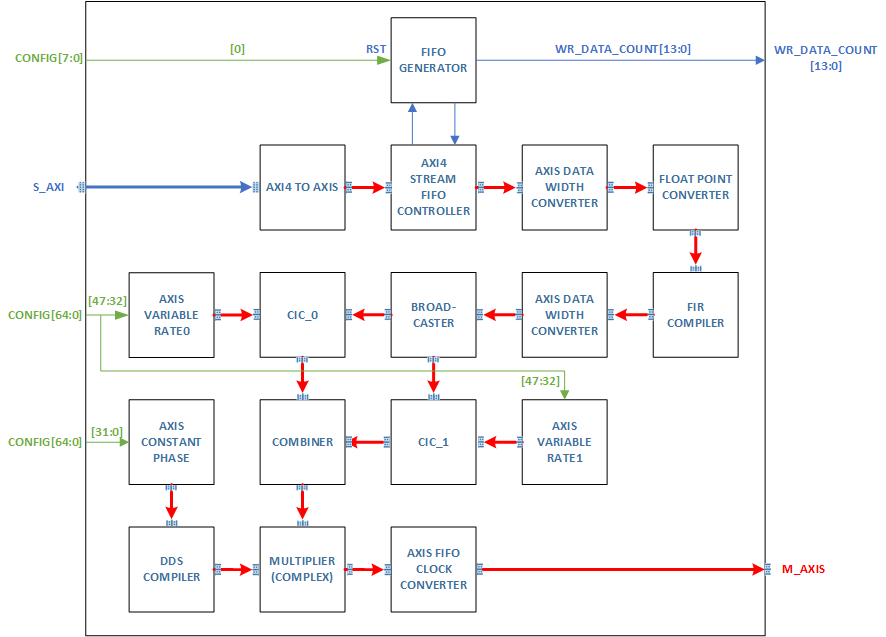 CONFIG[7:0]
[0]
RST
FIFO
GENERATOR
WR_DATA_COUNT[13:0]
WR_DATA_COUNT
[13:0]
S_AXI
AXI4 TO AXIS
AXI4
STREAM
FIFO
CONTROLLER
AXIS DATA
WIDTH
CONVERTER
FLOAT POINT
CONVERTER
CONFIG[64:0]
[47:32]
AXIS
VARIABLE
RATE0
CIC_0
BROAD-
CASTER
AXIS DATA
WIDTH
CONVERTER
FIR
COMPILER
[47:32]
CONFIG[64:0]
[31:0]
AXIS
CONSTANT
PHASE
COMBINER
CIC_1
AXIS
VARIABLE
RATE1
DDS
COMPILER
MULTIPLIER
(COMPLEX)
AXIS FIFO
CLOCK
CONVERTER
M_AXIS